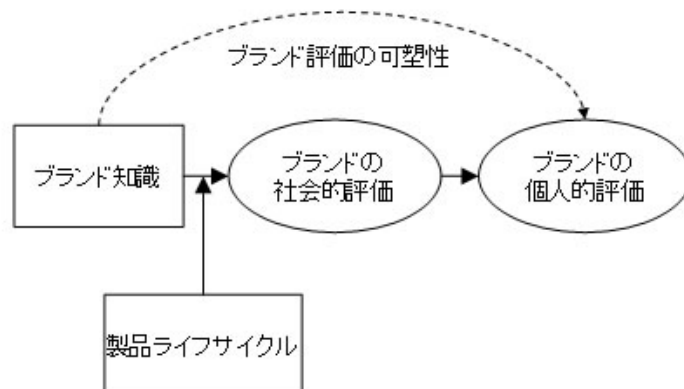 ブランド評価の可塑性
ブランド知識
ブランドの
社会的評価
ブランドの
個人的評価
製品ライフサイクル